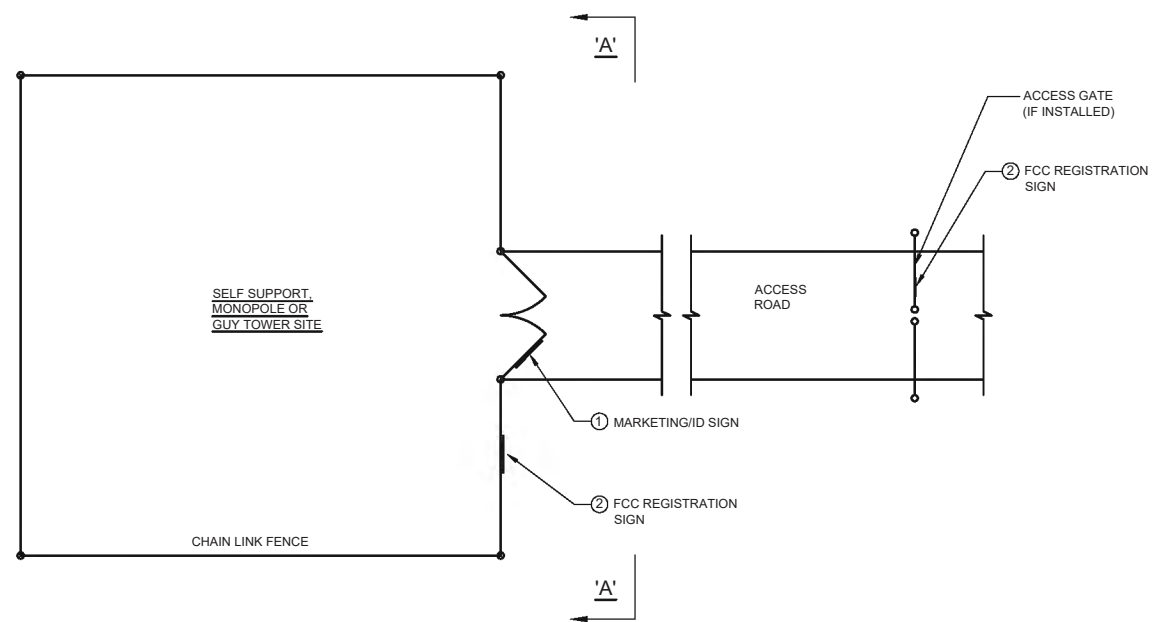 'A'
ACCESS GATE
(IF INSTALLED)
2 FCC REGISTRATION
SIGN
SELF SUPPORT,
MONOPOLE OR
GUY TOWER SITE
ACCESS
ROAD
1 MARKETING/ID SIGN
2 FCC REGISTRATION
SIGN
CHAIN LINK FENCE
'A'